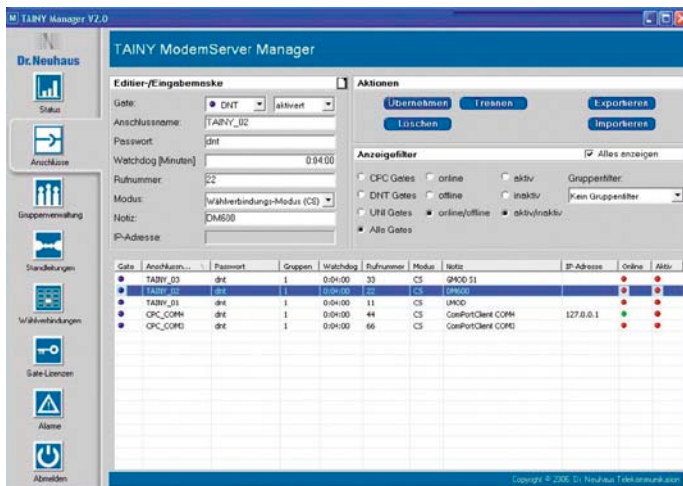 TAINY Manager V2.0
Dr.Neuhaus
TAINY ModemServer Manager
Status
Anschlüsse
Gruppenverwaltung
Standleitungen
Wählverbindungen
Gate-Lizenzen
Alarme
Abmelden
Editier-/Eingabemaske
Gate: DNT aktiviert
Anschlussname: TAINY_02
Passwort dnt
Watchdog [Minuten] 0:04:00
Rufnummer: 22
Modus: Wählverbindungs-Modus (CS)
Notiz: DM600
IP-Adresse:
Aktionen
Übernehmen Trennen Exportieren
Löschen Importieren
Anzeigefilter Alles anzeigen
CPC Gates online aktiv Gruppenfilter:
DNT Gates offline inaktiv Kein Gruppenfilter
UNI Gates online/offline aktiv/inaktiv
Alle Gates
Gate Anschlussn... Passwort Gruppen Watchdog Rufnummer Modus Notiz IP-Adresse Online Aktiv
TAINY_03 dnt 1 0:04:00 33 CS GMOD S1
TAINY_02 dnt 1 0:04:00 22 CS DM600
TAINY_01 dnt 1 0:04:00 11 CS UMOD
CPC_COM4 dnt 1 0:04:00 44 CS ComPortClient COM4 127.0.0.1
CPC_COM3 dnt 1 0:04:00 66 CS ComPortClient COM3
Copyright © 2006 Dr. Neuhaus Telekommunikation